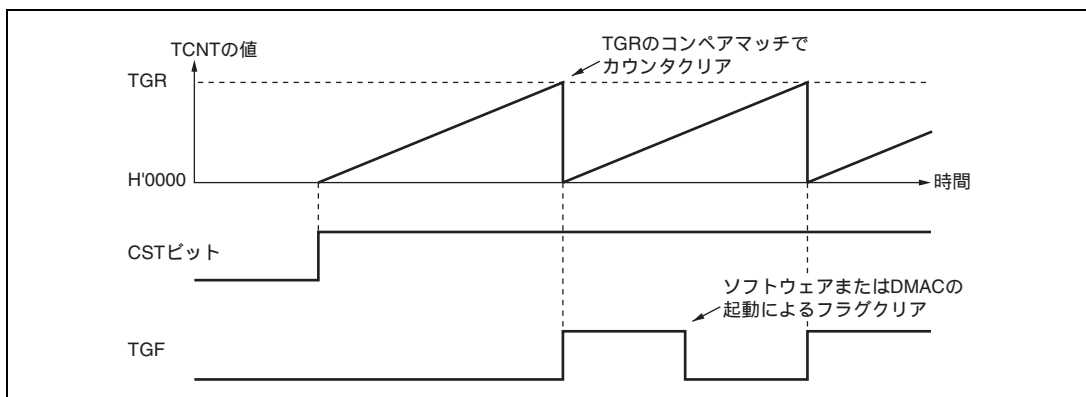 TCNTの値
TGRのコンペアマッチで
カウンタクリア
TGR
H'0000
時間
CSTビット
ソフトウェアまたはDMACの
起動によるフラグクリア
TGF